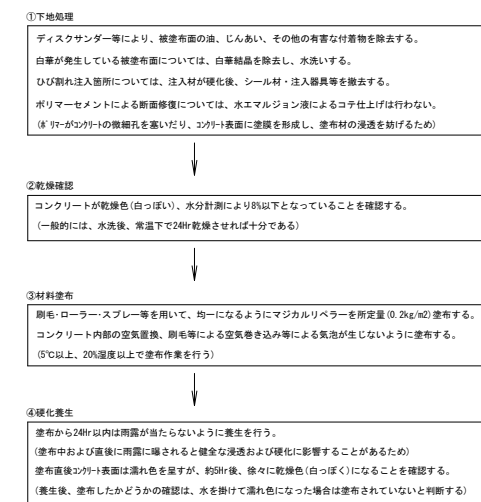 ①下地処理
ディスクサンダー等により、被塗布面の油、じんあい、その他の有害な付着物を除去する。
白華が発生している被塗布面については、白華結晶を除去し、水洗いする。
ひび割れ注入箇所については、注入材が硬化後、シール材・注入器具等を撤去する。
ポリマーセメントによる断面修復については、水エマルジョン液によるコテ仕上げは行わない。
(ﾎﾟﾘﾏｰがｺﾝｸﾘｰﾄの微細孔を塞いだり、ｺﾝｸﾘｰﾄ表面に塗膜を形成し、塗布材の浸透を妨げるため)
②乾燥確認
コンクリートが乾燥色(白っぽい)、水分計測により8%以下となっていることを確認する。
(一般的には、水洗後、常温下で24Hr乾燥させれば十分である)
③材料塗布
刷毛・ローラー・スプレー等を用いて、均一になるようにマジカルリペラーを所定量(0.2kg/m2)塗布する。
コンクリート内部の空気置換、刷毛等による空気巻き込み等による気泡が生じないように塗布する。
(5℃以上、20%湿度以上で塗布作業を行う)
④硬化養生
塗布から24Hr以内は雨露が当たらないように養生を行う。
(塗布中および直後に雨露に曝されると健全な浸透および硬化に影響することがあるため)
塗布直後ｺﾝｸﾘｰﾄ表面は濡れ色を呈すが、約5Hr後、徐々に乾燥色(白っぽく)になることを確認する。
(養生後、塗布したかどうかの確認は、水を掛けて濡れ色になった場合は塗布されていないと判断する)